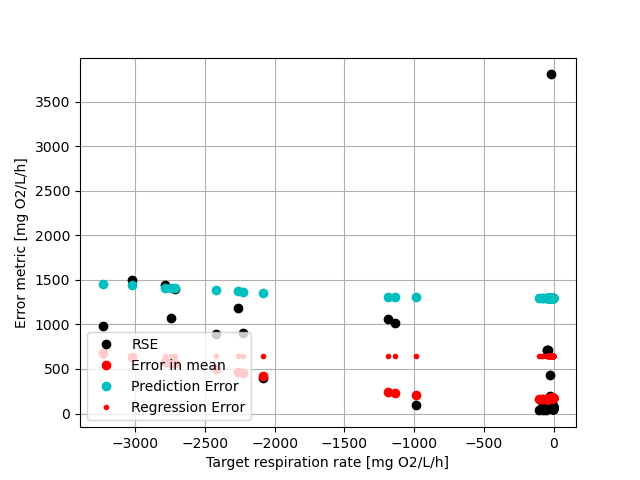 3500
3000
2500
2000
1500
1000
500
0
Error metric [mg O2/L/h]
RSE
Error in mean
Prediction Error
Regression Error
−3000
−2500
−2000
−1500
−1000
−500
0
Target respiration rate [mg O2/L/h]